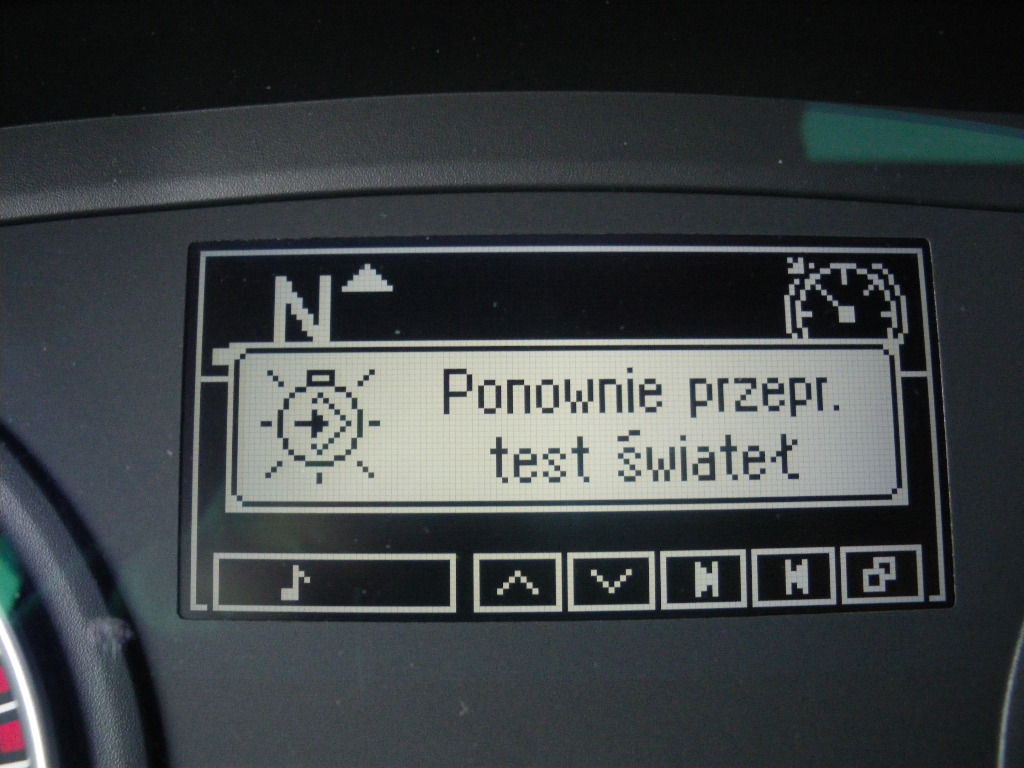 N
Ponownie przepr.
test świateł